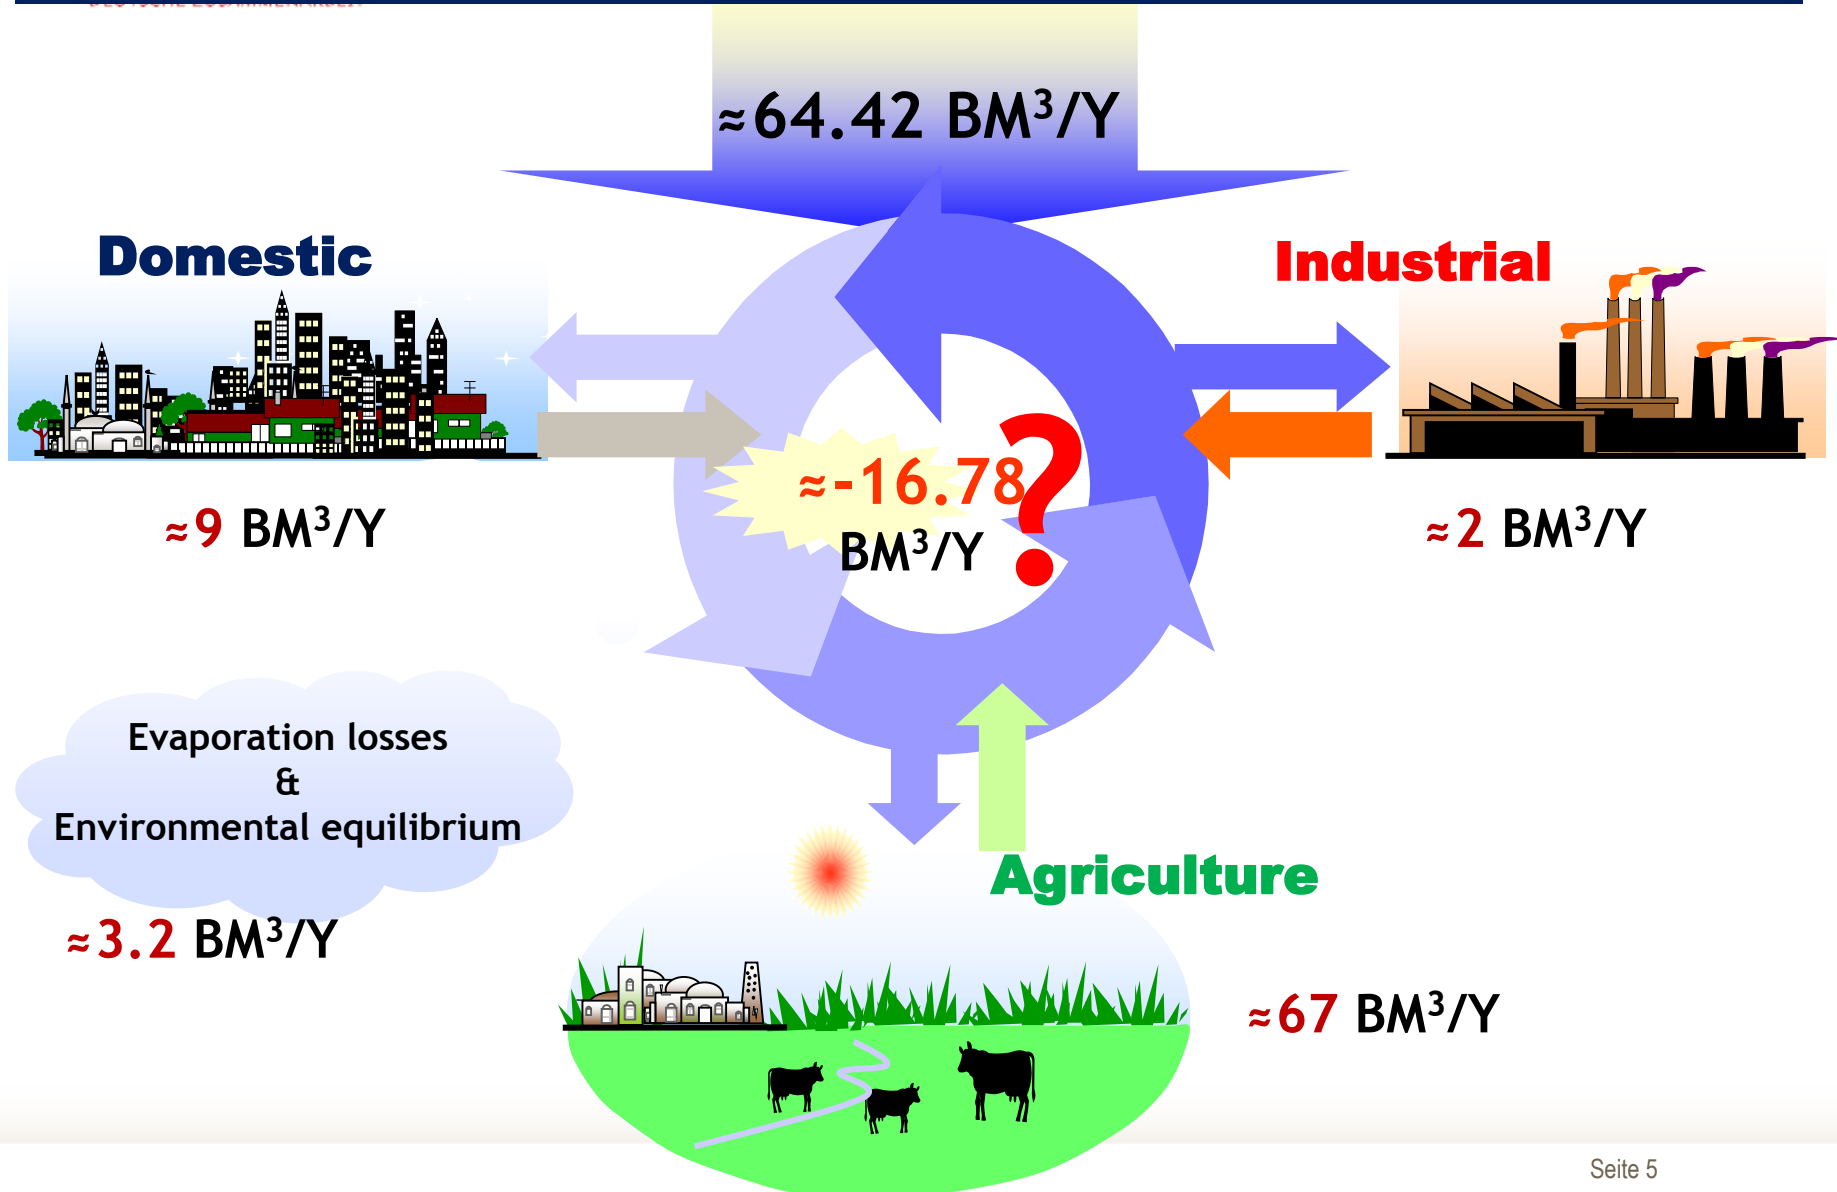 ≈64.42 BM³/Y
Domestic
Industrial
≈-16.78
BM³/Y
?
≈9 BM³/Y
≈2 BM³/Y
Evaporation losses
&
Environmental equilibrium
≈3.2 BM³/Y
Agriculture
≈67 BM³/Y
Seite 5